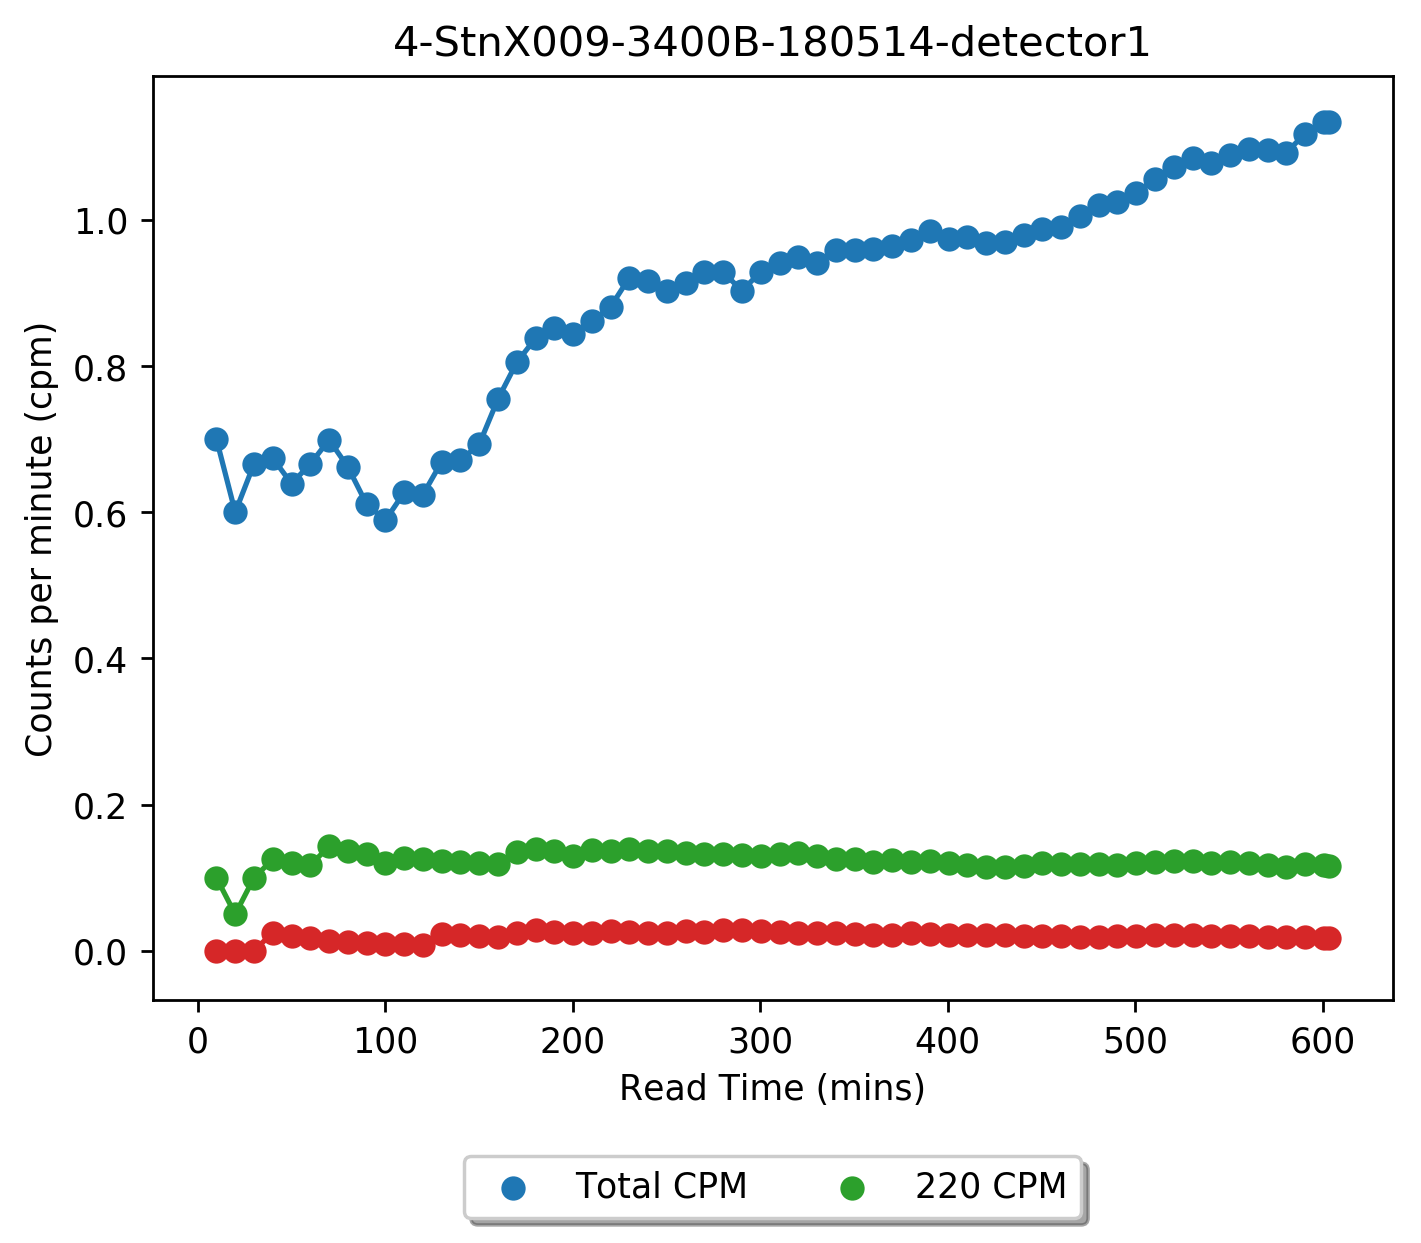 4-StnX009-3400B-180514-detector1
Counts per minute (cpm)
1.0
0.8
0.6
0.4
0.2
0.0
0 100 200 300 400 500 600
Read Time (mins)
Total CPM 220 CPM